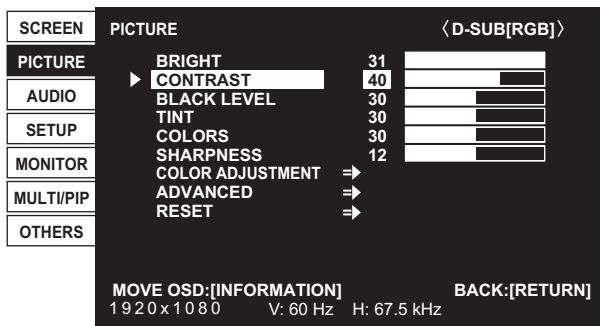 SCREEN
PICTURE
AUDIO
SETUP
MONITOR
MULTI/PIP
OTHERS
PICTURE 〈D-SUB[RGB]〉
BRIGHT 31
CONTRAST 40
BLACK LEVEL 30
TINT 30
COLORS 30
SHARPNESS 12
COLOR ADJUSTMENT
ADVANCED
RESET
MOVE OSD:[INFORMATION] BACK:[RETURN]
1920x1080 V: 60 Hz H: 67.5 kHz